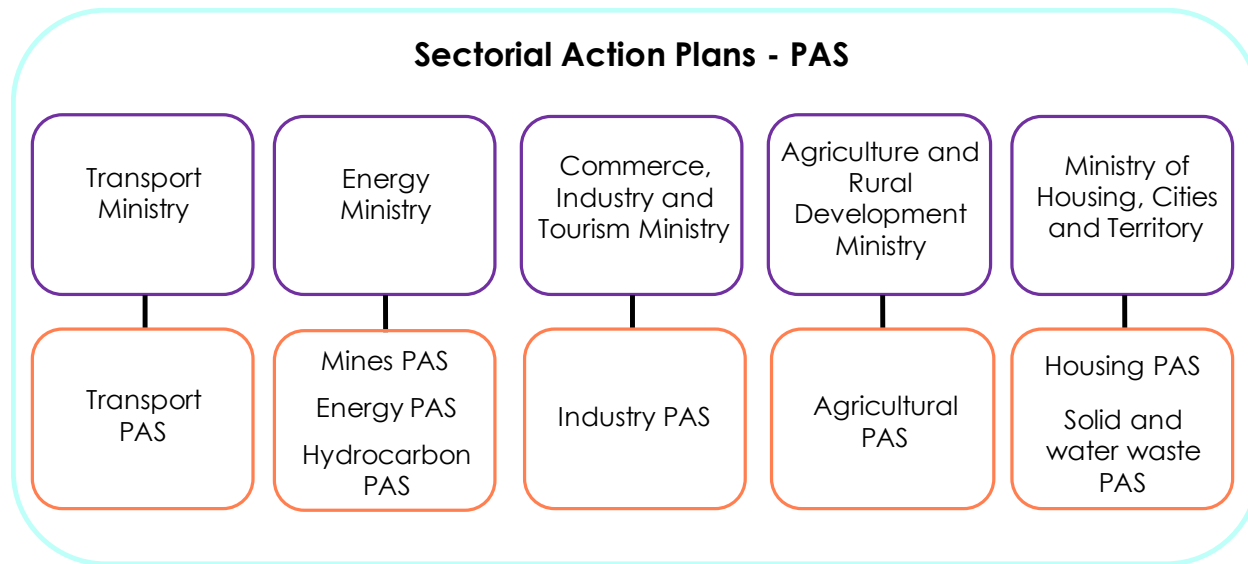 Sectorial Action Plans - PAS
Transport
Ministry
Energy
Ministry
Commerce,
Industry and
Tourism Ministry
Agriculture and
Rural
Development
Ministry
Ministry of
Housing, Cities
and Territory
Transport
PAS
Mines PAS
Energy PAS
Hydrocarbon
PAS
Industry PAS
Agricultural
PAS
Housing PAS
Solid and
water waste
PAS